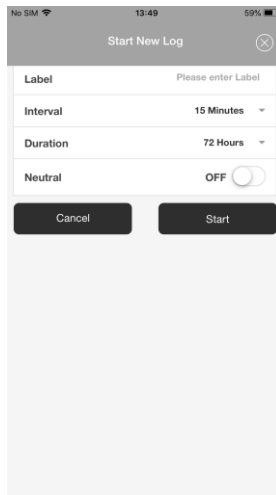 No SIM 13:49 59%
Start New Log
Label Please enter Label
Interval 15 Minutes
Duration 72 Hours
Neutral OFF
Cancel Start